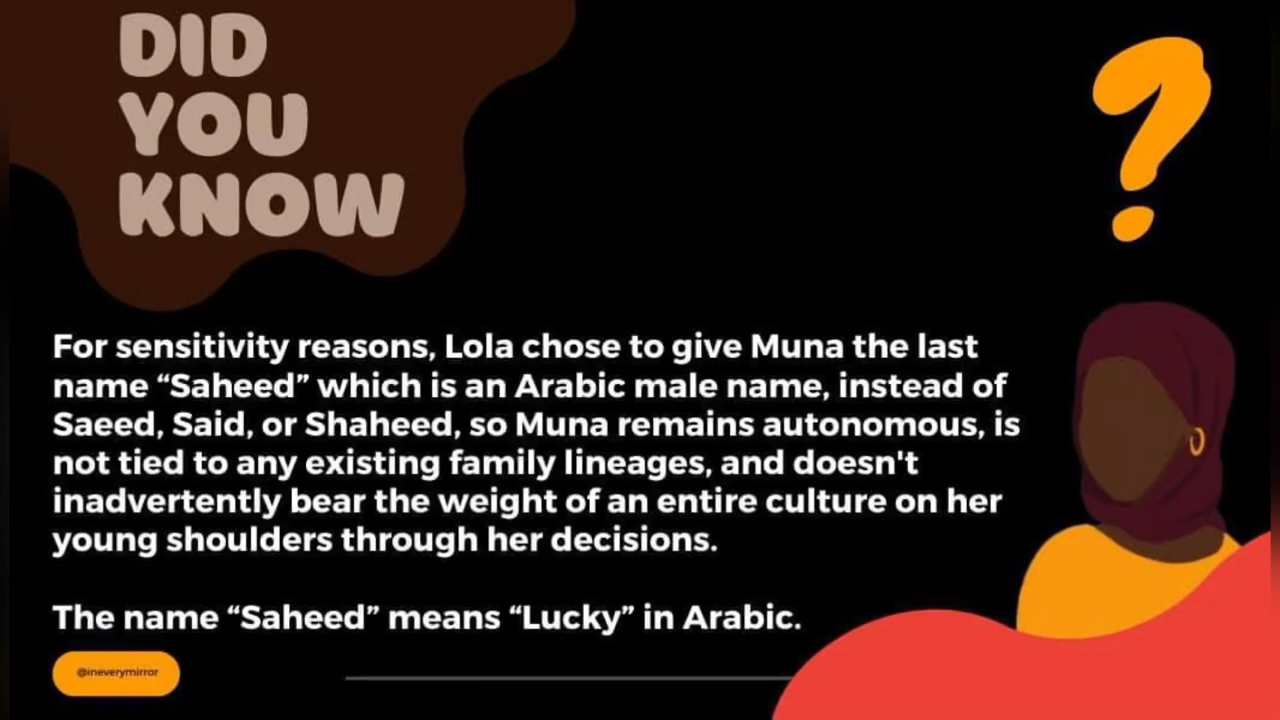 DID
YOU
KNOW
?
For sensitivity reasons, Lola chose to give Muna the last
name “Saheed” which is an Arabic male name, instead of
Saeed, Said, or Shaheed, so Muna remains autonomous, is
not tied to any existing family lineages, and doesn't
inadvertently bear the weight of an entire culture on her
young shoulders through her decisions.
The name “Saheed” means “Lucky” in Arabic.
@ineverymirror